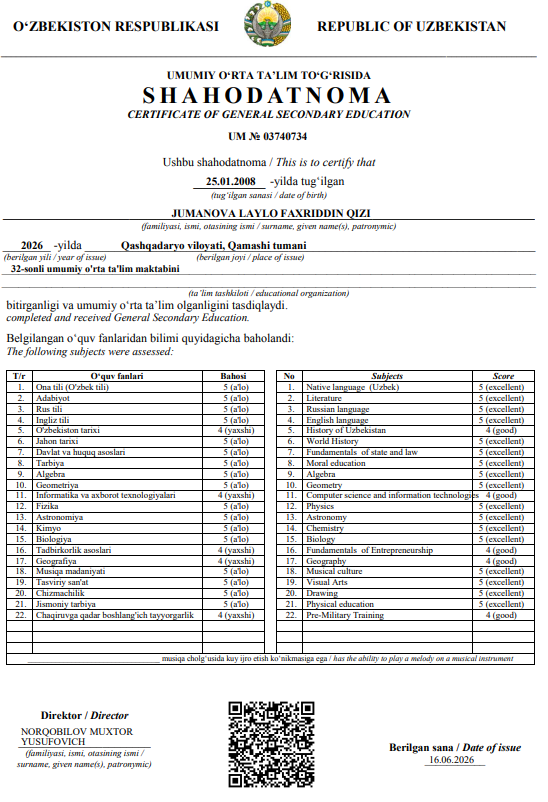 O‘ZBEKISTON RESPUBLIKASI REPUBLIC OF UZBEKISTAN
UMUMIY O‘RTA TA’LIM TO‘G‘RISIDA
SHAHODATNOMA
CERTIFICATE OF GENERAL SECONDARY EDUCATION
UM № 03740734
Ushbu shahodatnoma / This is to certify that
25.01.2008 -yilda tug‘ilgan
(tug‘ilgan sanasi / date of birth)
JUMANOVA LAYLO FAXRIDDIN QIZI
(familiyasi, ismi, otasining ismi / surname, given name(s), patronymic)
2026 -yilda Qashqadaryo viloyati, Qamashi tumani
(berilgan yili / year of issue) (berilgan joyi / place of issue)
32-sonli umumiy o'rta ta'lim maktabini
(ta’lim tashkiloti / educational organization)
bitirganligi va umumiy o‘rta ta’lim olganligini tasdiqlaydi.
completed and received General Secondary Education.
Belgilangan o‘quv fanlaridan bilimi quyidagicha baholandi:
The following subjects were assessed:
T/r O‘quv fanlari Bahosi No Subjects Score
1. Ona tili (O'zbek tili) 5 (a'lo) 1. Native language (Uzbek) 5 (excellent)
2. Adabiyot 5 (a'lo) 2. Literature 5 (excellent)
3. Rus tili 5 (a'lo) 3. Russian language 5 (excellent)
4. Ingliz tili 5 (a'lo) 4. English language 5 (excellent)
5. O'zbekiston tarixi 4 (yaxshi) 5. History of Uzbekistan 4 (good)
6. Jahon tarixi 5 (a'lo) 6. World History 5 (excellent)
7. Davlat va huquq asoslari 5 (a'lo) 7. Fundamentals of state and law 5 (excellent)
8. Tarbiya 5 (a'lo) 8. Moral education 5 (excellent)
9. Algebra 5 (a'lo) 9. Algebra 5 (excellent)
10. Geometriya 5 (a'lo) 10. Geometry 5 (excellent)
11. Informatika va axborot texnologiyalari 4 (yaxshi) 11. Computer science and information technologies 4 (good)
12. Fizika 5 (a'lo) 12. Physics 5 (excellent)
13. Astronomiya 5 (a'lo) 13. Astronomy 5 (excellent)
14. Kimyo 5 (a'lo) 14. Chemistry 5 (excellent)
15. Biologiya 5 (a'lo) 15. Biology 5 (excellent)
16. Tadbirkorlik asoslari 4 (yaxshi) 16. Fundamentals of Entrepreneurship 4 (good)
17. Geografiya 4 (yaxshi) 17. Geography 4 (good)
18. Musiqa madaniyati 5 (a'lo) 18. Musical culture 5 (excellent)
19. Tasviriy san'at 5 (a'lo) 19. Visual Arts 5 (excellent)
20. Chizmachilik 5 (a'lo) 20. Drawing 5 (excellent)
21. Jismoniy tarbiya 5 (a'lo) 21. Physical education 5 (excellent)
22. Chaqiruvga qadar boshlang'ich tayyorgarlik 4 (yaxshi) 22. Pre-Military Training 4 (good)
musiqa cholg‘usida kuy ijro etish ko‘nikmasiga ega / has the ability to play a melody on a musical instrument
Direktor / Director
NORQOBILOV MUXTOR
YUSUFOVICH
(familiyasi, ismi, otasining ismi /
surname, given name(s), patronymic)
Berilgan sana / Date of issue
16.06.2026